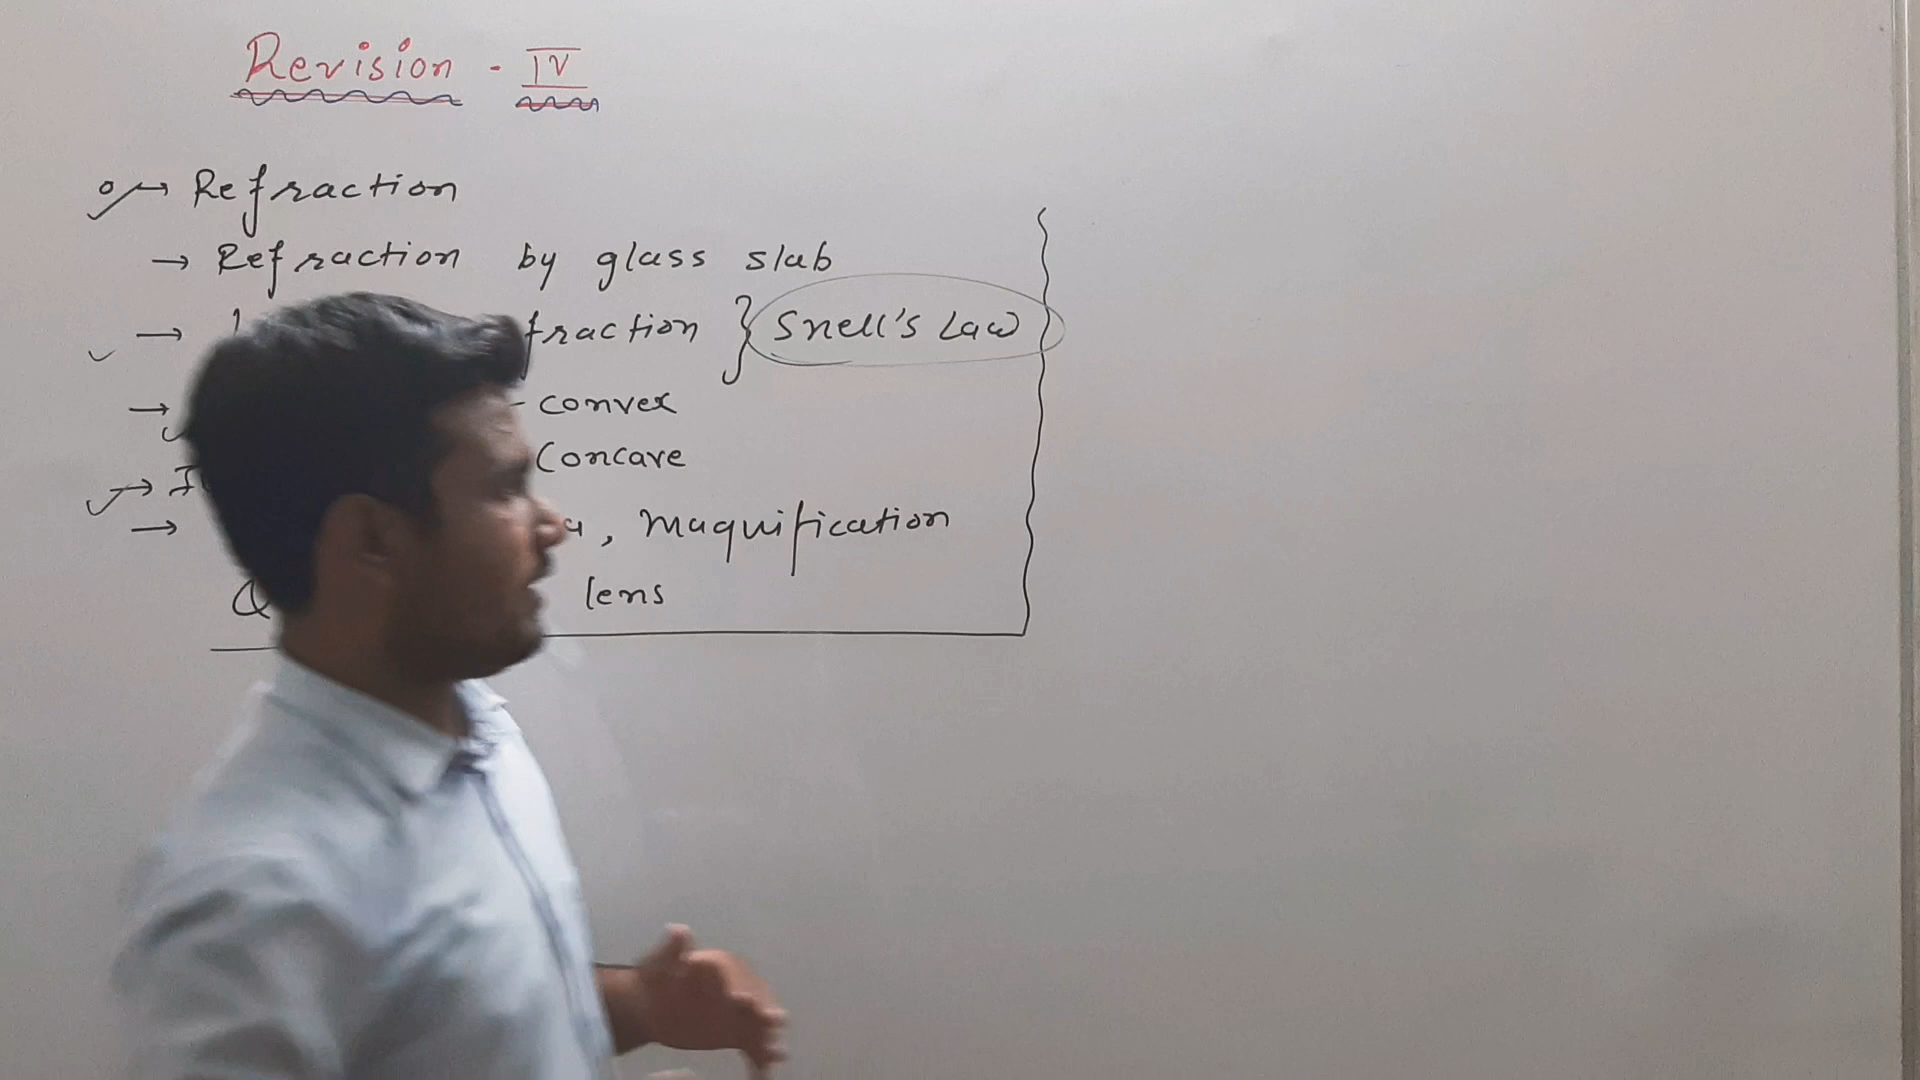 Revision - IV
→ Refraction
→ Refraction by glass slab
→ fraction } Snell's Law
→ - convex
Concave
→
→ , Magnification
lens